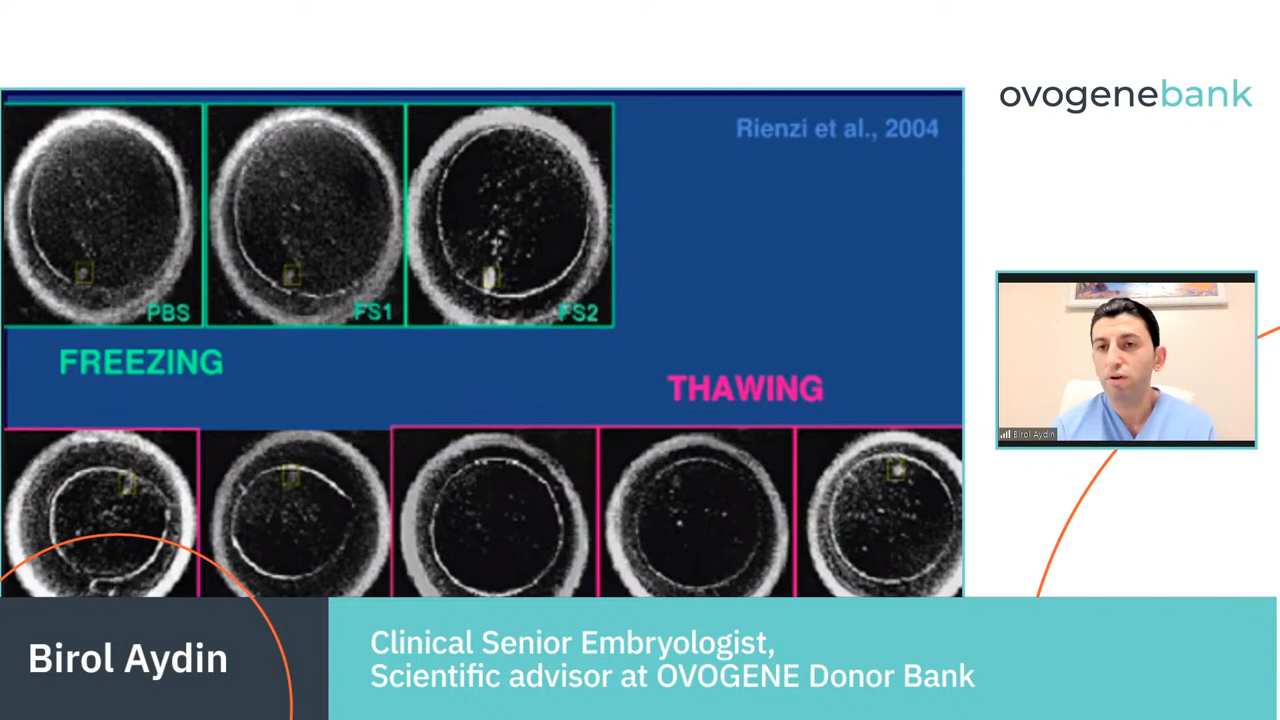 ovogenebank
Rienzi et al., 2004
PBS
FS1
FS2
FREEZING
THAWING
Birol Aydin
Birol Aydin
Clinical Senior Embryologist,
Scientific advisor at OVOGENE Donor Bank